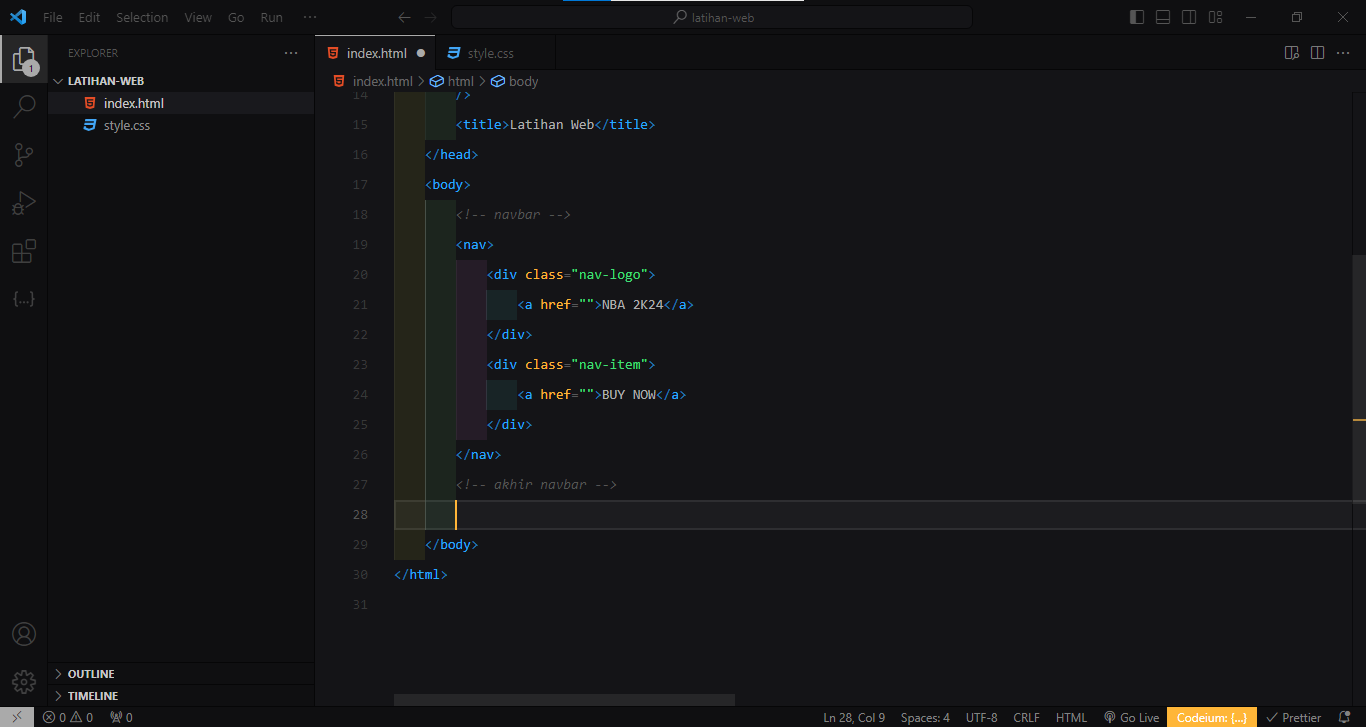 File Edit Selection View Go Run ···
latihan-web
EXPLORER ···
LATIHAN-WEB
index.html
style.css
OUTLINE
TIMELINE
1
index.html ● style.css
index.html > html > body
14 />
15 <title>Latihan Web</title>
16 </head>
17 <body>
18 <!-- navbar -->
19 <nav>
20 <div class="nav-logo">
21 <a href="">NBA 2K24</a>
22 </div>
23 <div class="nav-item">
24 <a href="">BUY NOW</a>
25 </div>
26 </nav>
27 <!-- akhir navbar -->
28
29 </body>
30 </html>
31
0 0 0 Ln 28, Col 9 Spaces: 4 UTF-8 CRLF HTML Go Live Codeium: {...} Prettier